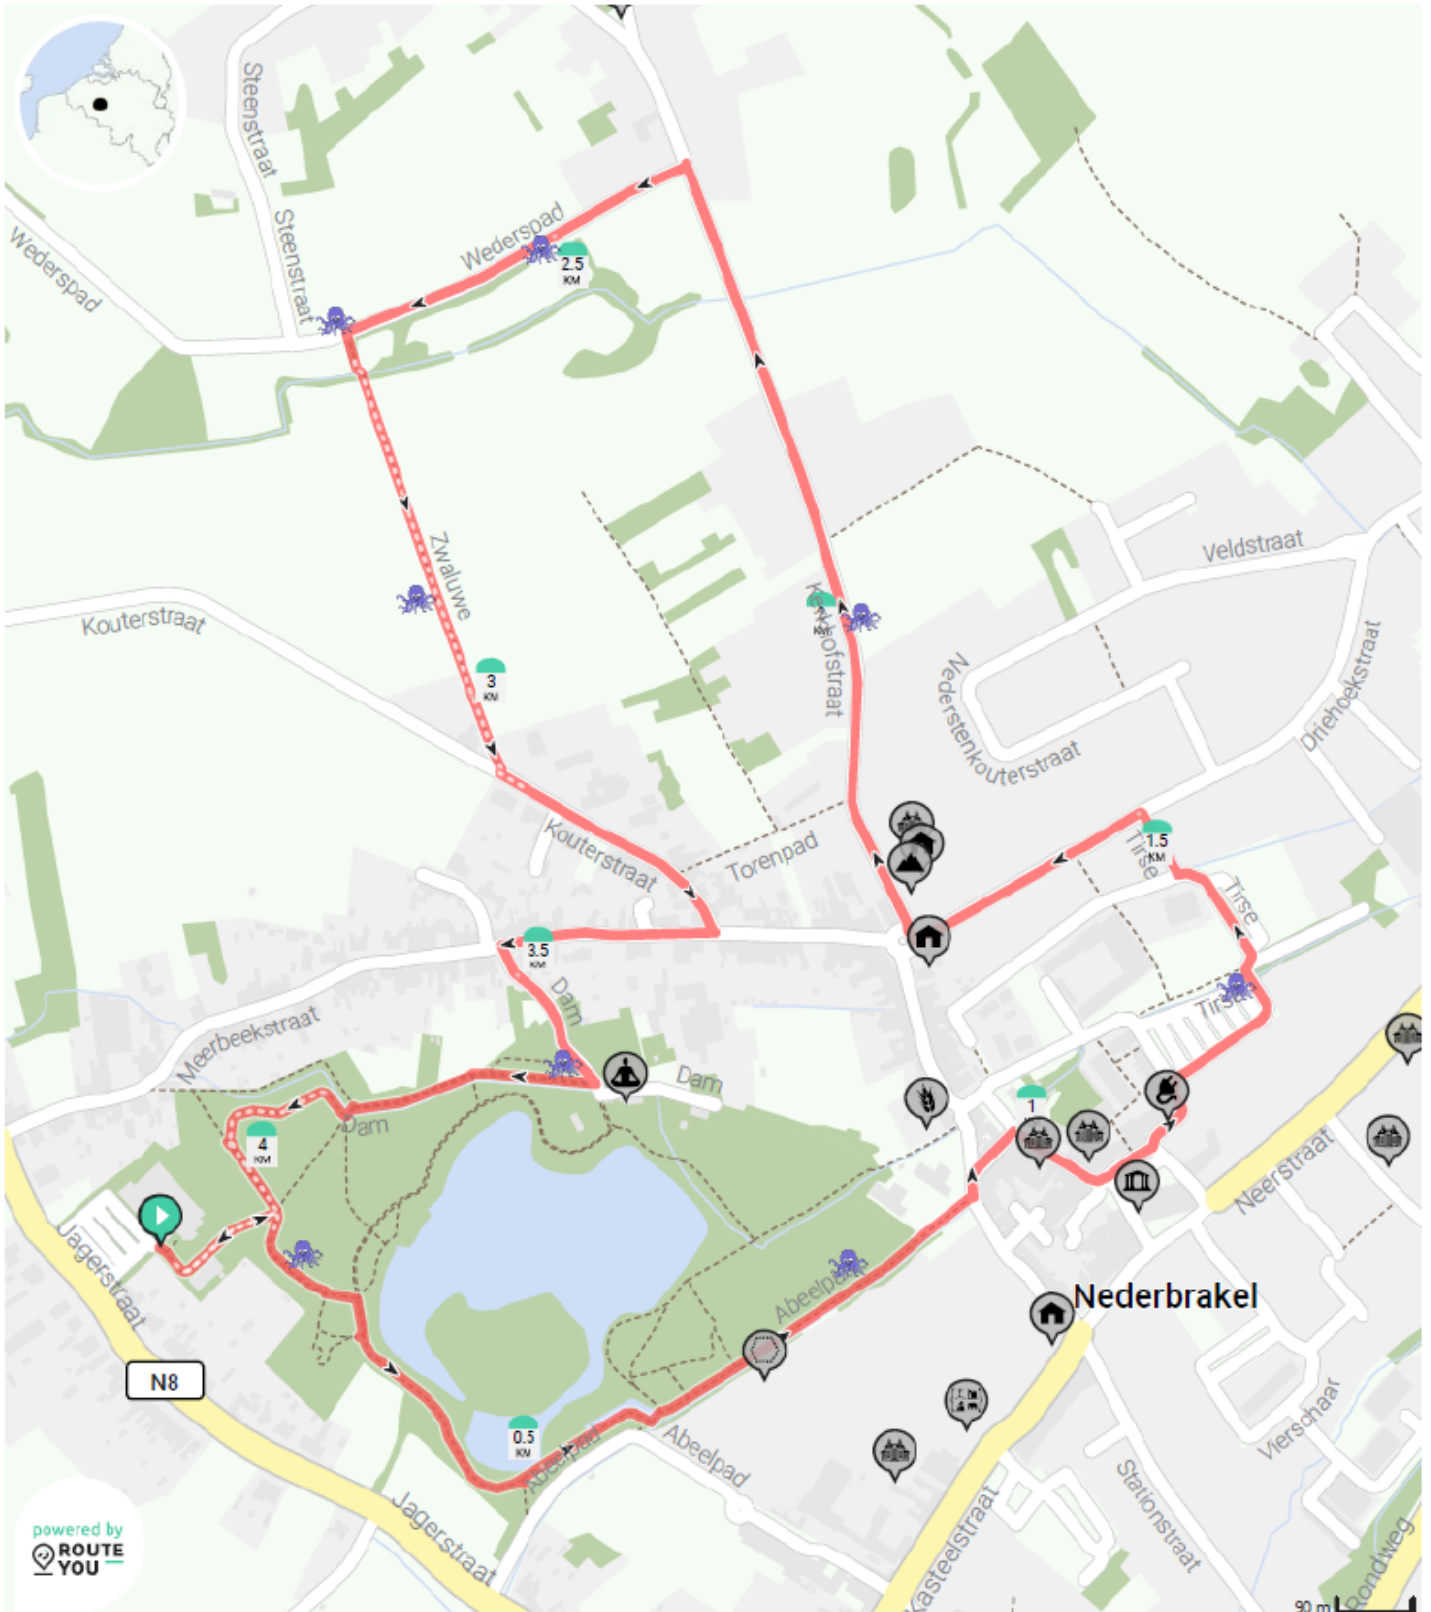 Steenstraat
Steenstraat
Wederspad
Wederspad
2.5
KM
Zwaluwe
Kouterstraat
3
KM
KM
Kerkhofstraat
Veldstraat
Nederstenkouterstraat
Driehoekstraat
Kouterstraat
Torenpad
1.5
KM
Tirse
Tirse
Tirse
3.5
KM
Dam
Meerbeekstraat
Dam
Dam
1
4
KM
Neerstraat
Jagerstraat
Abeelpad
Nederbrakel
N8
0.5
KM
Abeelpad
Abeelpad
Vierschaar
Stationstraat
Jagerstraat
Kasteelstraat
Rondweg
powered by
ROUTE
YOU
90 m